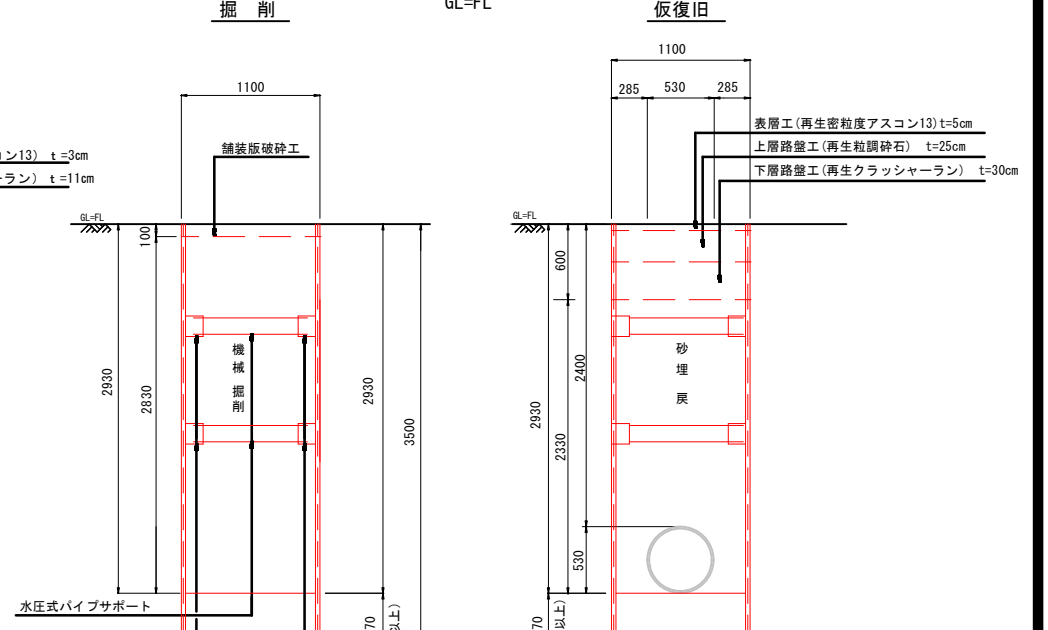 掘 削
GL=FL
仮復旧
1100
1100
285 530 285
ン13) t=3cm
ーラン) t=11cm
舗装版破砕工
表層工(再生密粒度アスコン13)t=5cm
上層路盤工(再生粒調砕石) t=25cm
下層路盤工(再生クラッシャーラン) t=30cm
GL=FL
GL=FL
100
600
機械掘削
砂埋戻
2930
2830
2930
3500
2930
2330
2400
530
水圧式パイプサポート
70
以上)
70
以上)